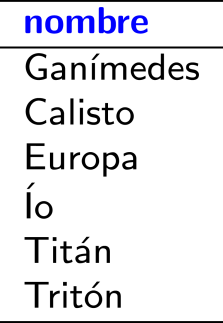 nombre
Ganímedes
Calisto
Europa
Ío
Titán
Tritón